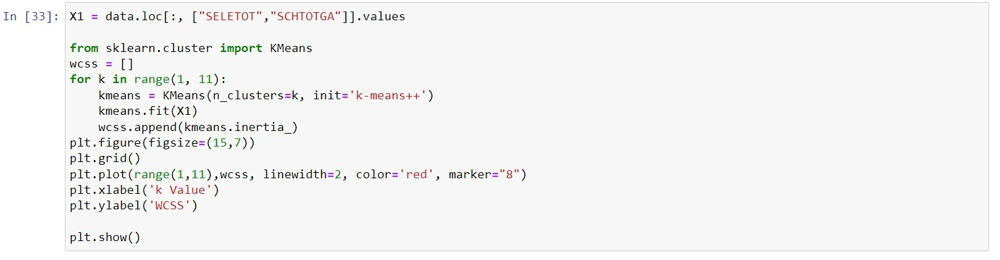 In [33]: X1 = data.loc[:, ["SELETOT","SCHTOTGA"]].values
from sklearn.cluster import KMeans
wcss = []
for k in range(1, 11):
    kmeans = KMeans(n_clusters=k, init='k-means++')
    kmeans.fit(X1)
    wcss.append(kmeans.inertia_)
plt.figure(figsize=(15,7))
plt.grid()
plt.plot(range(1,11),wcss, linewidth=2, color='red', marker="8")
plt.xlabel('k Value')
plt.ylabel('WCSS')
plt.show()